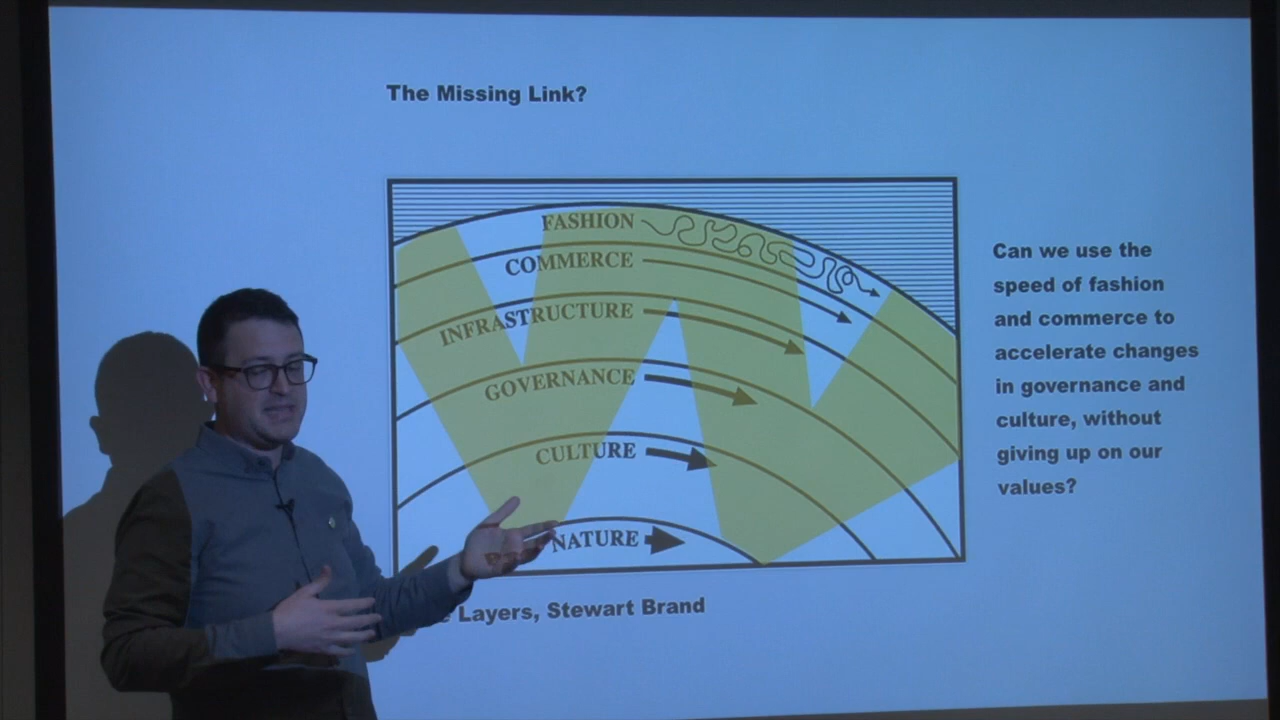 The Missing Link?
FASHION
COMMERCE
INFRASTRUCTURE
GOVERNANCE
CULTURE
NATURE
Can we use the
speed of fashion
and commerce to
accelerate changes
in governance and
culture, without
giving up on our
values?
Layers, Stewart Brand